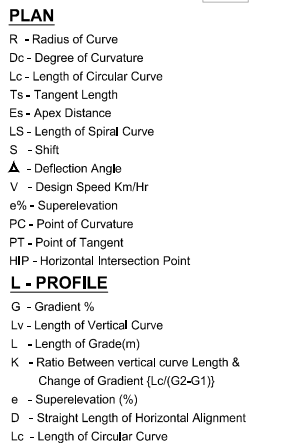 PLAN
R - Radius of Curve
Dc - Degree of Curvature
Lc - Length of Circular Curve
Ts - Tangent Length
Es - Apex Distance
LS - Length of Spiral Curve
S - Shift
Δ - Deflection Angle
V - Design Speed Km/Hr
e% - Superelevation
PC - Point of Curvature
PT - Point of Tangent
HIP - Horizontal Intersection Point
L - PROFILE
G - Gradient %
Lv - Length of Vertical Curve
L - Length of Grade(m)
K - Ratio Between vertical curve Length &
Change of Gradient {Lc/(G2-G1)}
e - Superelevation (%)
D - Straight Length of Horizontal Alignment
Lc - Length of Circular Curve